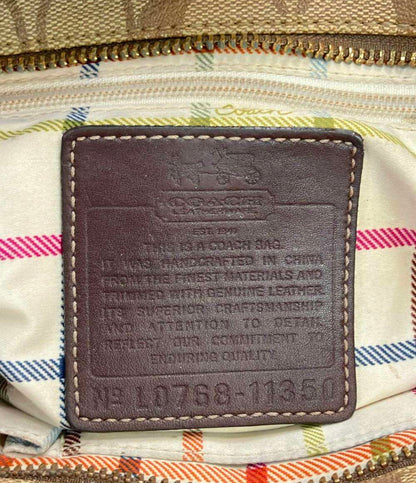 Coach
COACH
LEATHERWARE
EST. 1941
THIS IS A COACH BAG.
IT WAS HANDCRAFTED IN CHINA
FROM THE FINEST MATERIALS AND
TRIMMED WITH GENUINE LEATHER.
ITS SUPERIOR CRAFTSMANSHIP
AND ATTENTION TO DETAIL
REFLECT OUR COMMITMENT TO
ENDURING QUALITY.
Nº L0768-11350